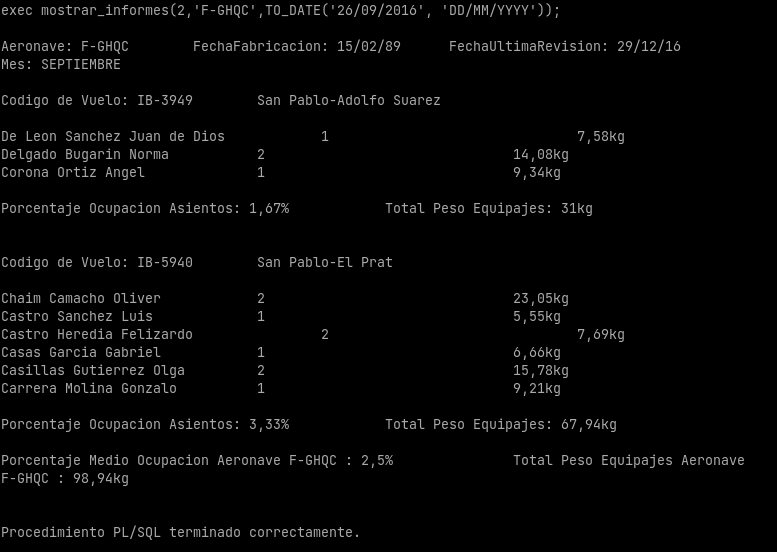 exec mostrar_informes(2,'F-GHQC',TO_DATE('26/09/2016', 'DD/MM/YYYY'));
Aeronave: F-GHQC        FechaFabricacion: 15/02/89      FechaUltimaRevision: 29/12/16
Mes: SEPTIEMBRE
Codigo de Vuelo: IB-3949        San Pablo-Adolfo Suarez
De Leon Sanchez Juan de Dios            1                               7,58kg
Delgado Bugarin Norma           2                               14,08kg
Corona Ortiz Angel              1                               9,34kg
Porcentaje Ocupacion Asientos: 1,67%            Total Peso Equipajes: 31kg
Codigo de Vuelo: IB-5940        San Pablo-El Prat
Chaim Camacho Oliver            2                               23,05kg
Castro Sanchez Luis             1                               5,55kg
Castro Heredia Felizardo                2                               7,69kg
Casas Garcia Gabriel            1                               6,66kg
Casillas Gutierrez Olga         2                               15,78kg
Carrera Molina Gonzalo          1                               9,21kg
Porcentaje Ocupacion Asientos: 3,33%            Total Peso Equipajes: 67,94kg
Porcentaje Medio Ocupacion Aeronave F-GHQC : 2,5%               Total Peso Equipajes Aeronave
F-GHQC : 98,94kg
Procedimiento PL/SQL terminado correctamente.